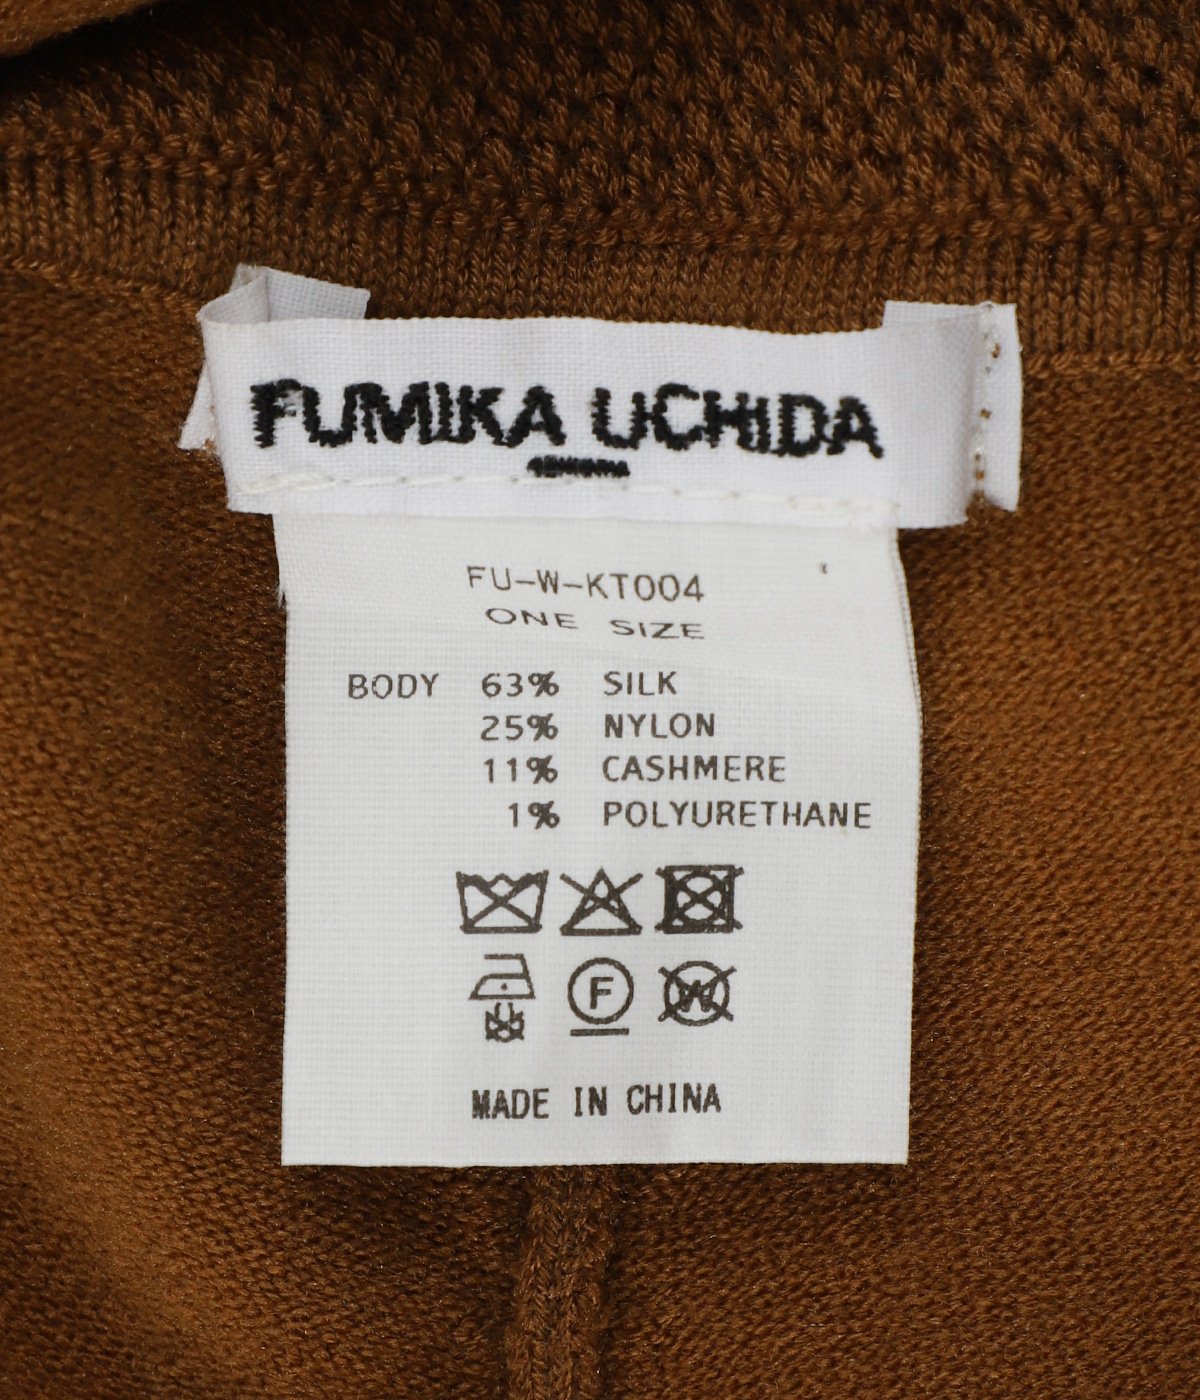 FUMIKA UCHIDA
FU-W-KT004
ONE SIZE
BODY 63% SILK
25% NYLON
11% CASHMERE
1% POLYURETHANE
F
W
MADE IN CHINA